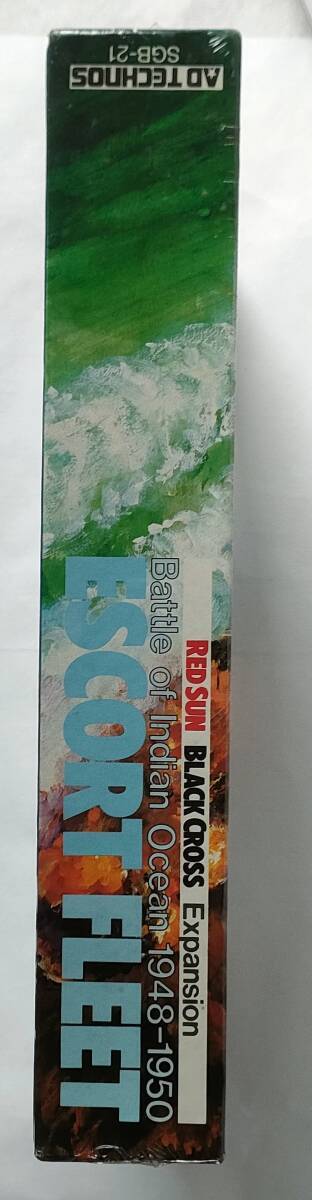 AD TECHNOS
SGB-21
RED SUN BLACK CROSS Expansion
Battle of Indian Ocean 1948-1950
ESCORT FLEET